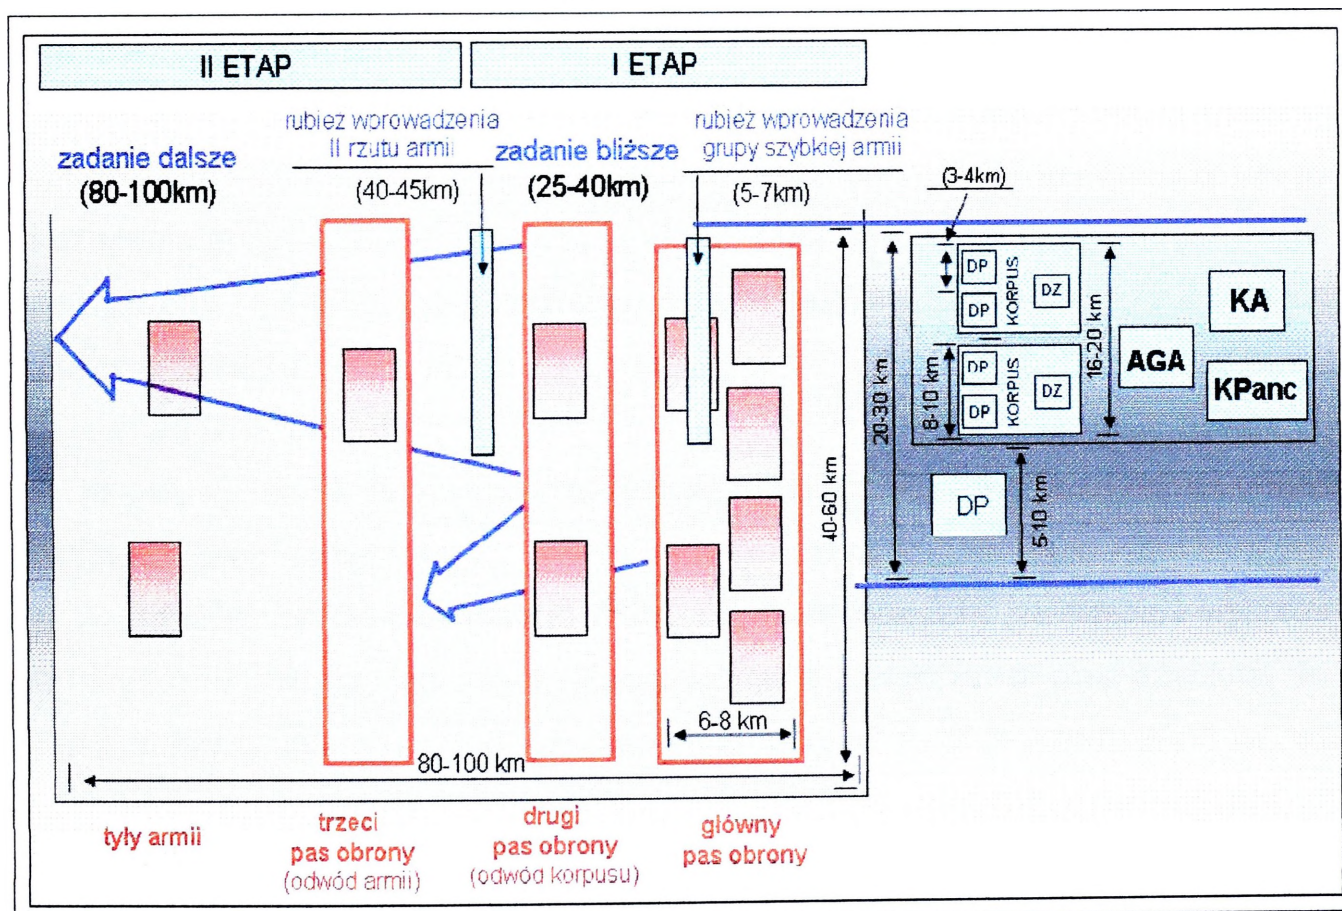 II ETAP
I ETAP
rubież wprowadzenia
II rzutu armii
rubież wprowadzenia
grupy szybkiej armii
zadanie dalsze
(80-100km)
(40-45km)
zadanie bliższe
(25-40km)
(5-7km)
(3-4km)
DP
DP
KORPUS
DZ
DP
DP
KORPUS
DZ
8-10 km
16-20 km
20-30 km
40-60 km
AGA
KA
KPanc
DP
5-10 km
6-8 km
80-100 km
tyły armii
trzeci
pas obrony
(odwód armii)
drugi
pas obrony
(odwód korpusu)
główny
pas obrony